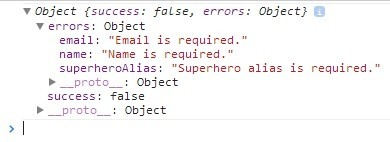 ▼ Object {success: false, errors: Object} i
▼ errors: Object
email: "Email is required."
name: "Name is required."
superheroAlias: "Superhero alias is required."
▶ __proto__: Object
success: false
▶ __proto__: Object
>